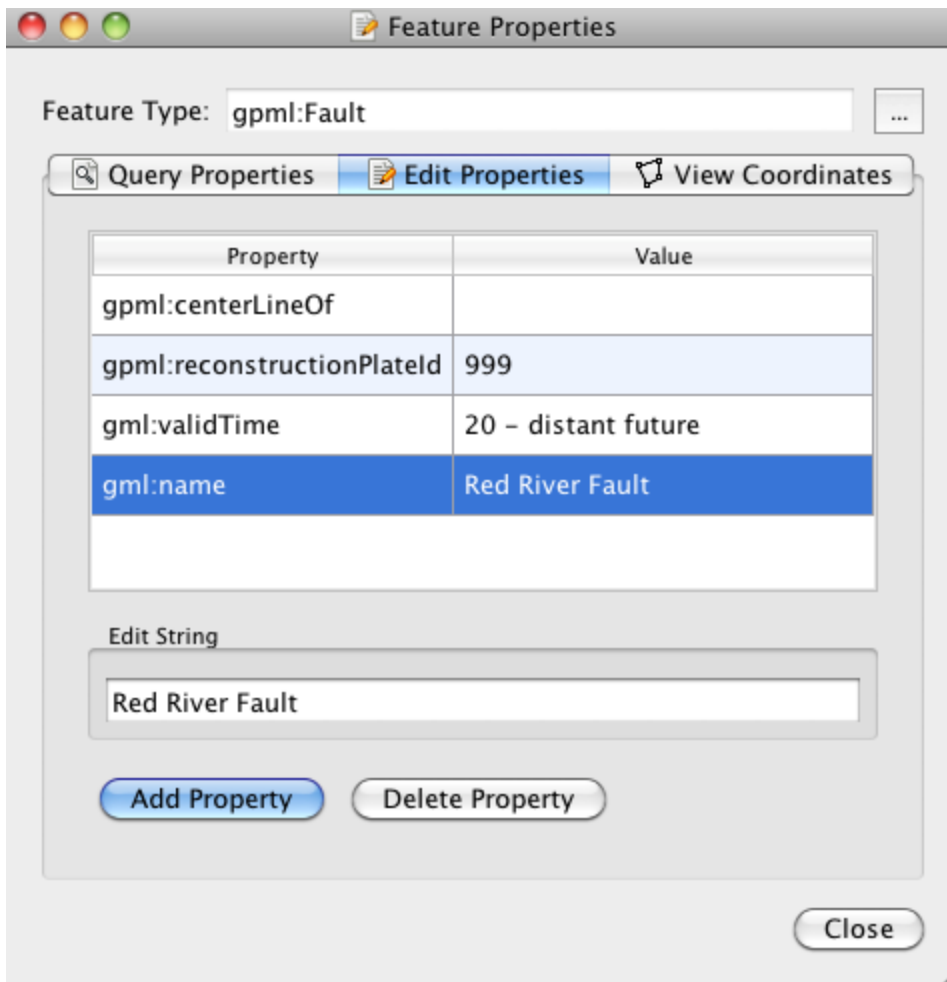 Feature Properties
Feature Type: gpml:Fault ...
Query Properties Edit Properties View Coordinates
Property Value
gpml:centerLineOf
gpml:reconstructionPlateId 999
gml:validTime 20 – distant future
gml:name Red River Fault
Edit String
Red River Fault
Add Property Delete Property
Close